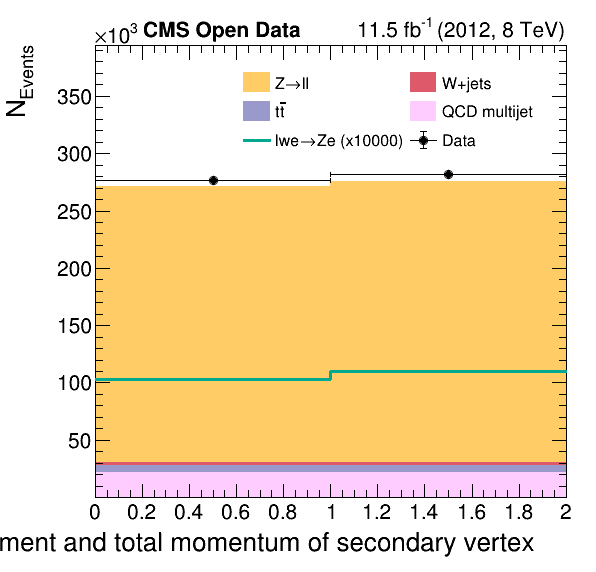 ×10³ CMS Open Data 11.5 fb⁻¹ (2012, 8 TeV)
N_Events
Z→ll W+jets
tt̄ QCD multijet
lwe→Ze (x10000) Data
350
300
250
200
150
100
50
0 0.2 0.4 0.6 0.8 1 1.2 1.4 1.6 1.8 2
ment and total momentum of secondary vertex